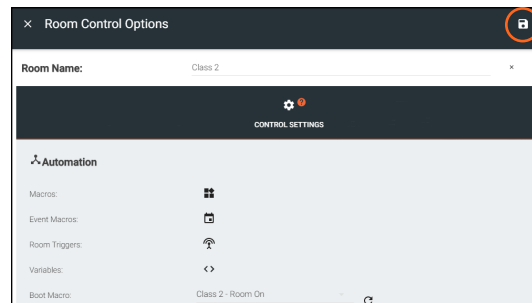 × Room Control Options
Room Name: Class 2 ×
?
CONTROL SETTINGS
Automation
Macros:
Event Macros:
Room Triggers:
Variables: <>
Boot Macro: Class 2 - Room On